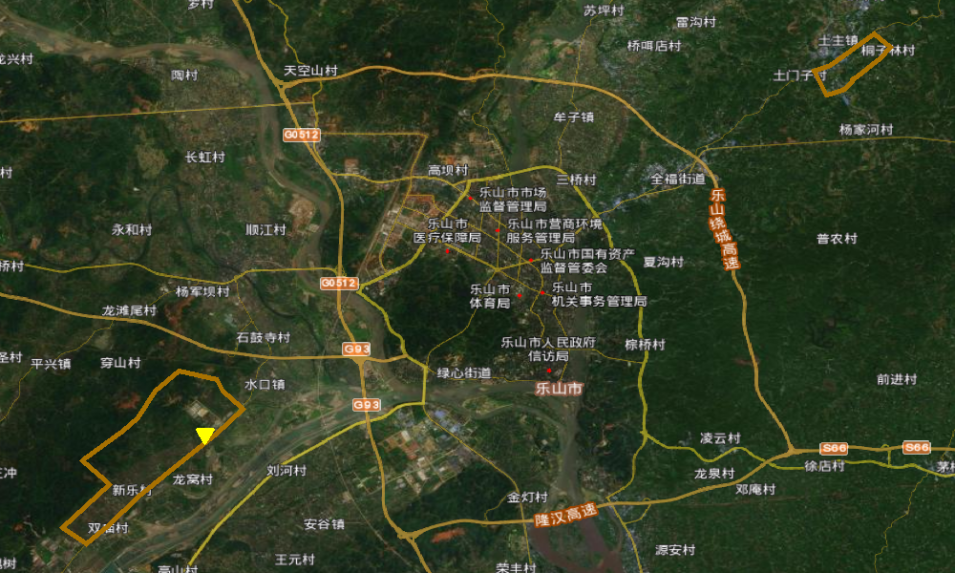 罗村
苏坪村
雷沟村
土主镇
桥咡店村
桐子林村
龙兴村
陶村
天空山村
土门子村
牟子镇
杨家河村
G0512
长虹村
高坝村
三桥村
全福街道
村
乐山市市场
监督管理局
永和村
顺江村
乐山市
医疗保障局
乐山市营商环境
服务管理局
乐山绕城高速
普农村
桥村
乐山市国有资产
监督管委会
夏沟村
杨军坝村
G0512
乐山市
体育局
乐山市
机关事务管理局
龙滩尾村
石鼓寺村
G93
乐山市人民政府
信访局
棕桥村
圣村
平兴镇
穿山村
水口镇
绿心街道
乐山市
前进村
G93
凌云村
S66
S66
龙窝村
刘河村
龙泉村
徐店村
新乐村
邓庵村
金灯村
双福村
安谷镇
隆汉高速
源安村
王元村
高山村
荣丰村